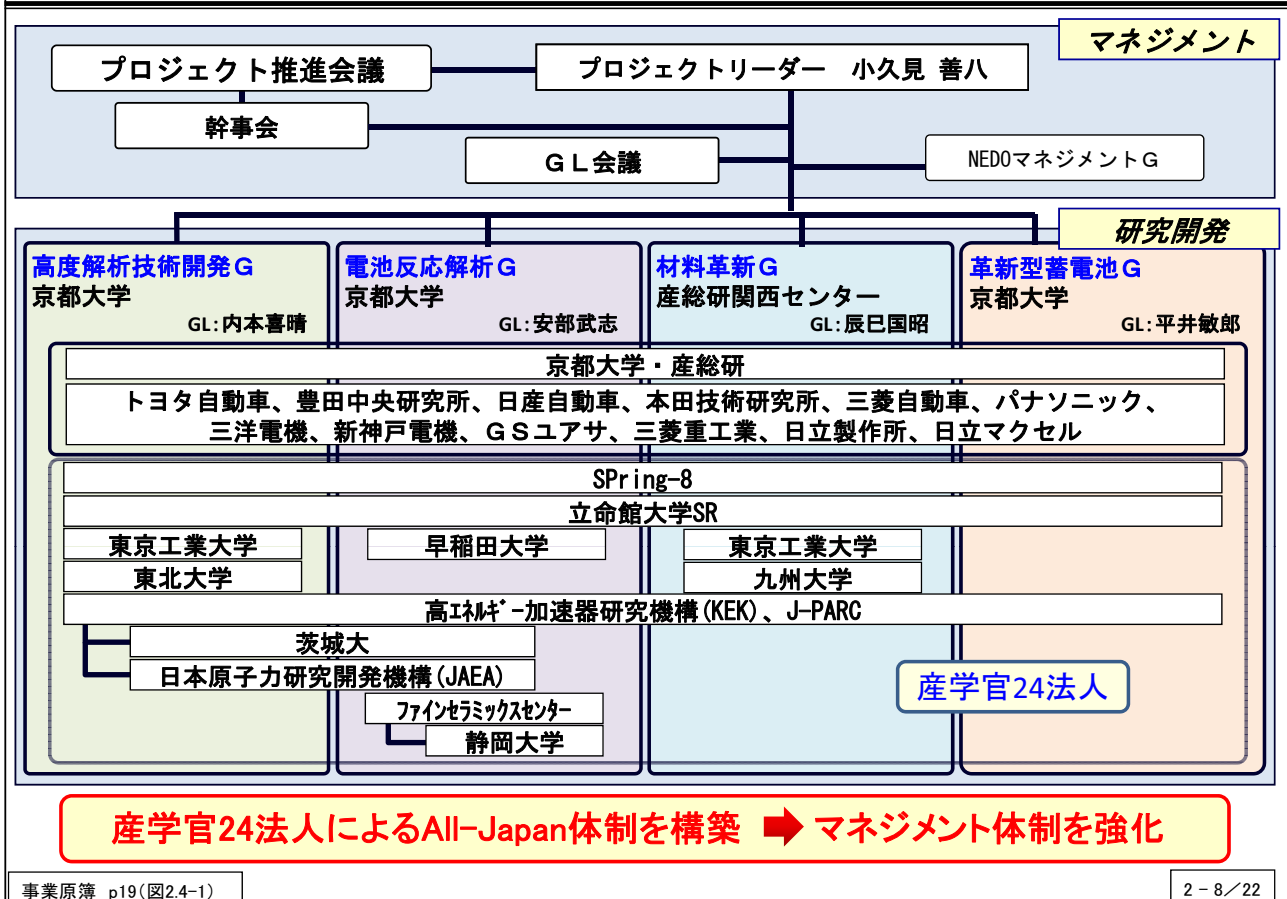 マネジメント
プロジェクト推進会議
プロジェクトリーダー 小久見 善八
幹事会
GL会議
NEDOマネジメントG
研究開発
高度解析技術開発G
京都大学
GL:内本喜晴
電池反応解析G
京都大学
GL:安部武志
材料革新G
産総研関西センター
GL:辰巳国昭
革新型蓄電池G
京都大学
GL:平井敏郎
京都大学・産総研
トヨタ自動車、豊田中央研究所、日産自動車、本田技術研究所、三菱自動車、パナソニック、
三洋電機、新神戸電機、GSユアサ、三菱重工業、日立製作所、日立マクセル
SPring-8
立命館大学SR
東京工業大学
早稲田大学
東京工業大学
東北大学
九州大学
高エネルギー加速器研究機構(KEK)、J-PARC
茨城大
日本原子力研究開発機構(JAEA)
ファインセラミックスセンター
静岡大学
産学官24法人
産学官24法人によるAll-Japan体制を構築 ➡ マネジメント体制を強化
事業原簿 p19(図2.4-1)
2-8/22